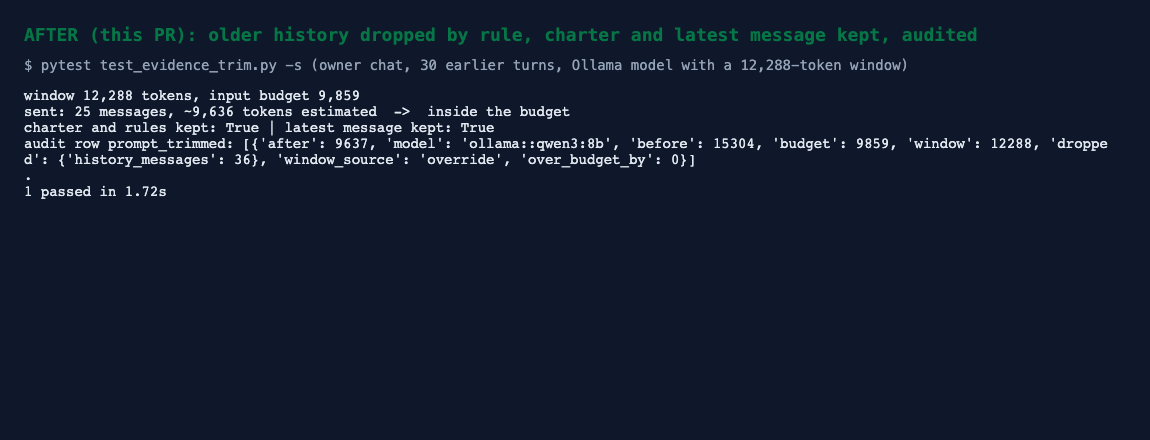 AFTER (this PR): older history dropped by rule, charter and latest message kept, audited
$ pytest test_evidence_trim.py -s (owner chat, 30 earlier turns, Ollama model with a 12,288-token window)
window 12,288 tokens, input budget 9,859
sent: 25 messages, ~9,636 tokens estimated  ->  inside the budget
charter and rules kept: True | latest message kept: True
audit row prompt_trimmed: [{'after': 9637, 'model': 'ollama::qwen3:8b', 'before': 15304, 'budget': 9859, 'window': 12288, 'droppe
d': {'history_messages': 36}, 'window_source': 'override', 'over_budget_by': 0}]
.
1 passed in 1.72s